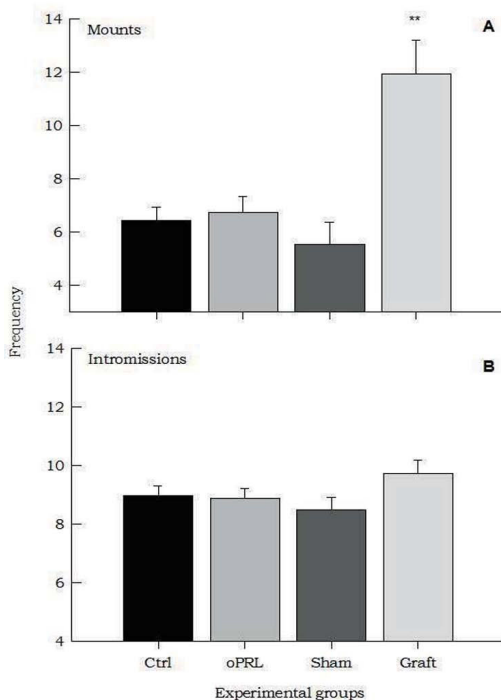 14
Mounts
**
A
12
10
8
6
4
Frequency
14
Intromissions
B
12
10
8
6
4
Ctrl oPRL Sham Graft
Experimental groups